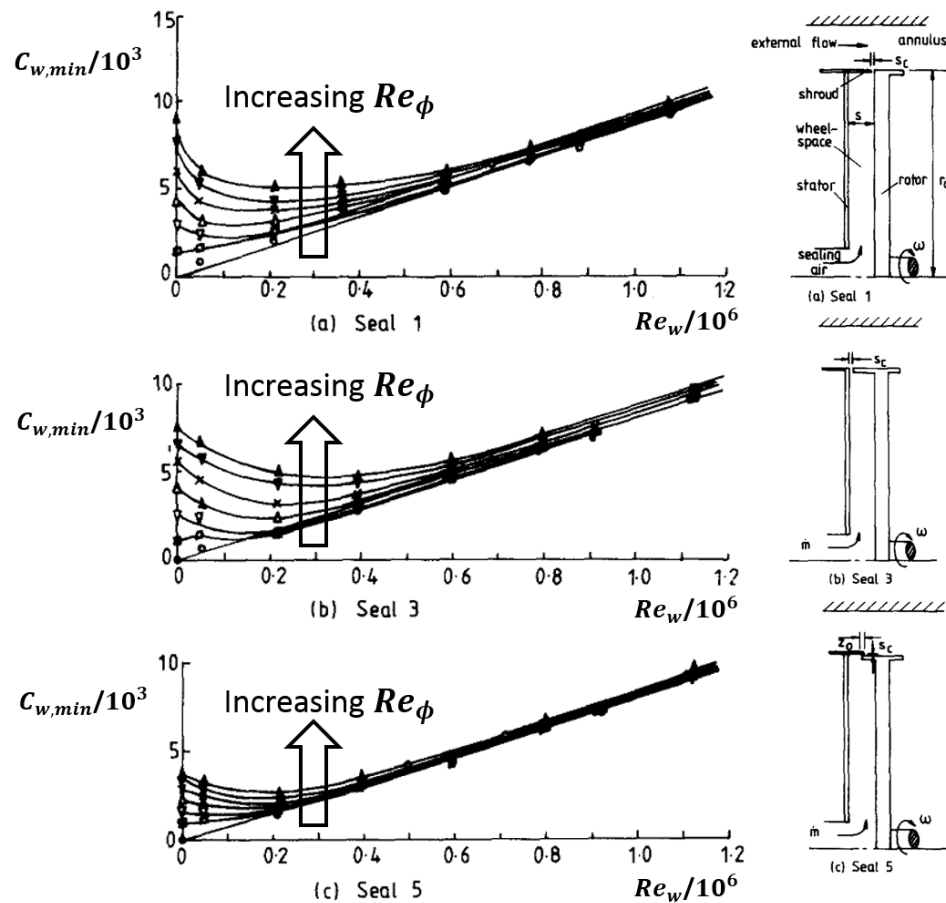 15
C_{w,min}/10^3
10
Increasing Re_ϕ
5
0
0 0·2 0·4 0·6 0·8 1·0 1·2
(a) Seal 1
Re_w/10^6
external flow annulus
s_c
shroud
s
wheel-
space
stator
rotor
sealing
air
ω
(a) Seal 1
10
C_{w,min}/10^3
Increasing Re_ϕ
5
0
0 0·2 0·4 0·6 0·8 1·0 1·2
(b) Seal 3
Re_w/10^6
s_c
ṁ
ω
(b) Seal 3
10
C_{w,min}/10^3
Increasing Re_ϕ
5
0
0 0·2 0·4 0·6 0·8 1·0 1·2
(c) Seal 5
Re_w/10^6
z_o s_c
ṁ
ω
(c) Seal 5